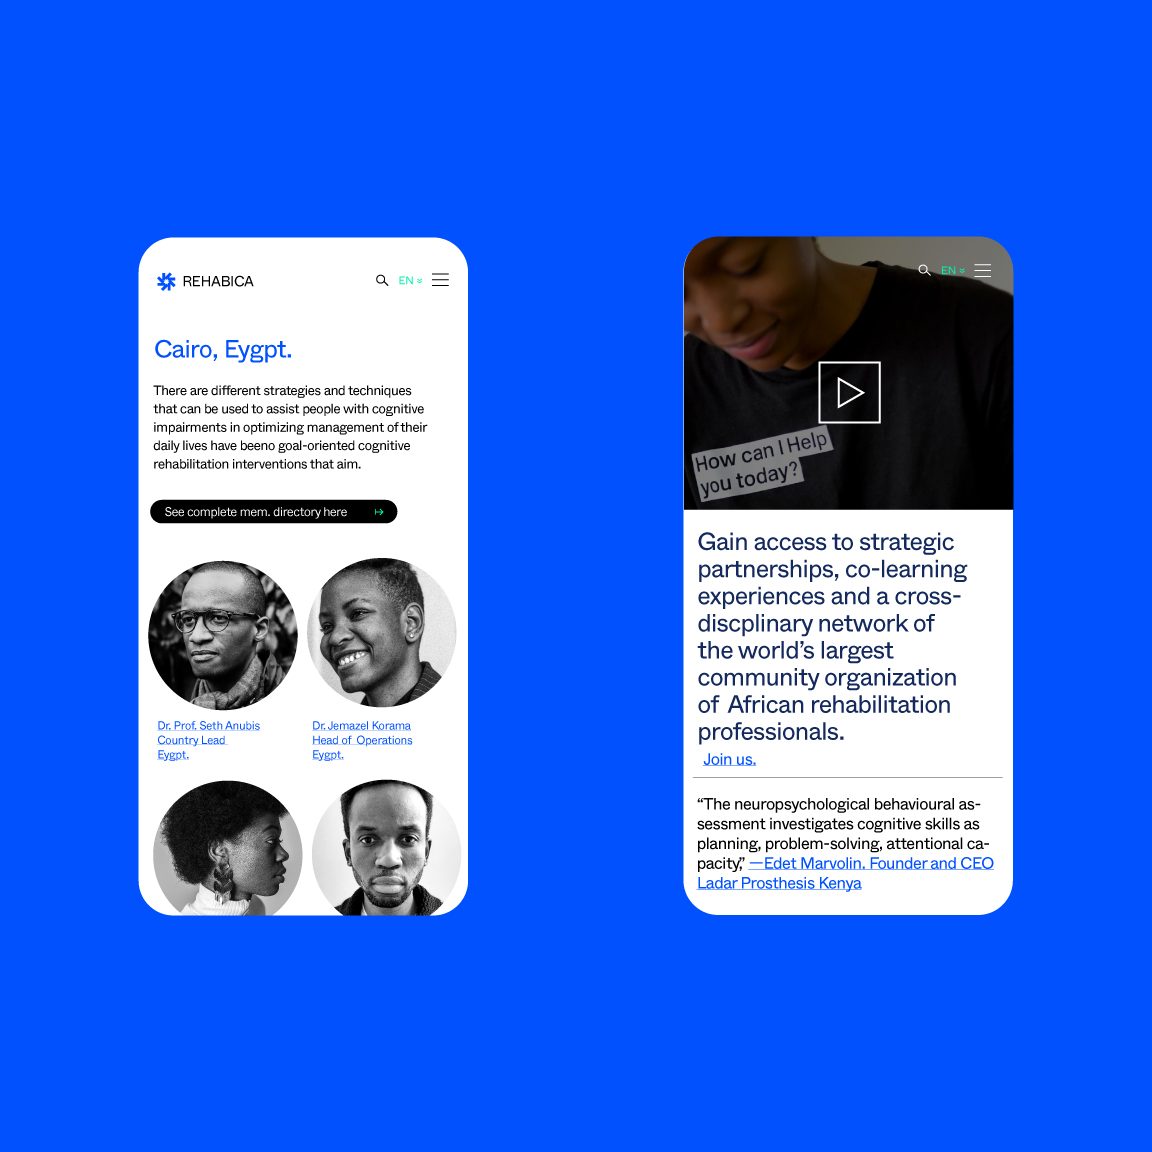 REHABICA
EN
Cairo, Eygpt.
There are different strategies and techniques
that can be used to assist people with cognitive
impairments in optimizing management of their
daily lives have beeno goal-oriented cognitive
rehabilitation interventions that aim.
See complete mem. directory here
Dr. Prof. Seth Anubis
Country Lead
Eygpt.
Dr. Jemazel Korama
Head of Operations
Eygpt.
EN
How can I Help
you today?
Gain access to strategic
partnerships, co-learning
experiences and a cross-
discplinary network of
the world’s largest
community organization
of African rehabilitation
professionals.
Join us.
“The neuropsychological behavioural as-
sessment investigates cognitive skills as
planning, problem-solving, attentional ca-
pacity,” —Edet Marvolin. Founder and CEO
Ladar Prosthesis Kenya